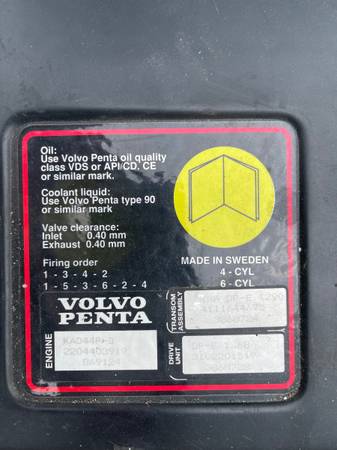 Oil:
Use Volvo Penta oil quality
class VDS or API/CD, CE
or similar mark.
Coolant liquid:
Use Volvo Penta type 90
or similar mark
Valve clearance:
Inlet 0.40 mm
Exhaust 0.40 mm
Firing order
1 - 3 - 4 - 2
1 - 5 - 3 - 6 - 2 - 4
MADE IN SWEDEN
4 - CYL
6 - CYL
VOLVO
PENTA
ENGINE
TRANSOM
ASSEMBLY
DRIVE
UNIT